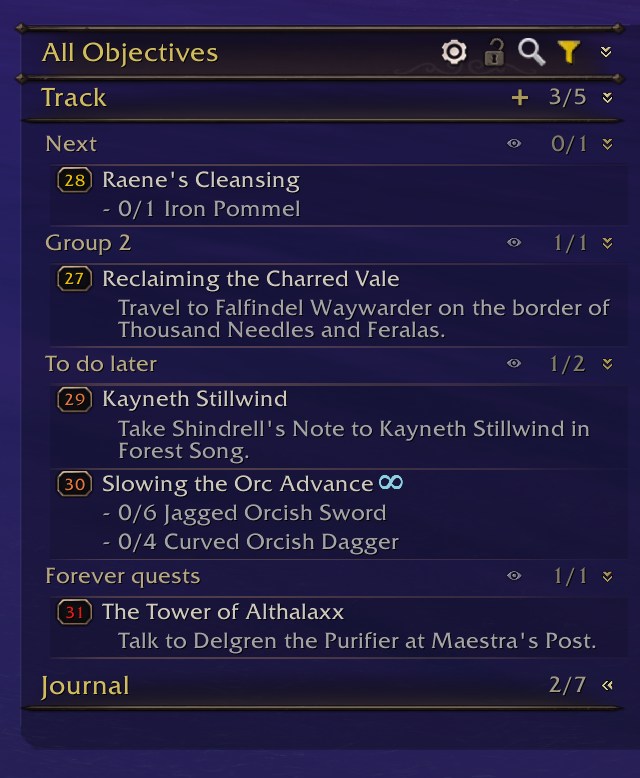 All Objectives
Track + 3/5
Next 0/1
28 Raene's Cleansing
- 0/1 Iron Pommel
Group 2 1/1
27 Reclaiming the Charred Vale
Travel to Falfindel Waywarder on the border of
Thousand Needles and Feralas.
To do later 1/2
29 Kayneth Stillwind
Take Shindrell's Note to Kayneth Stillwind in
Forest Song.
30 Slowing the Orc Advance ∞
- 0/6 Jagged Orcish Sword
- 0/4 Curved Orcish Dagger
Forever quests 1/1
31 The Tower of Althalaxx
Talk to Delgren the Purifier at Maestra's Post.
Journal 2/7